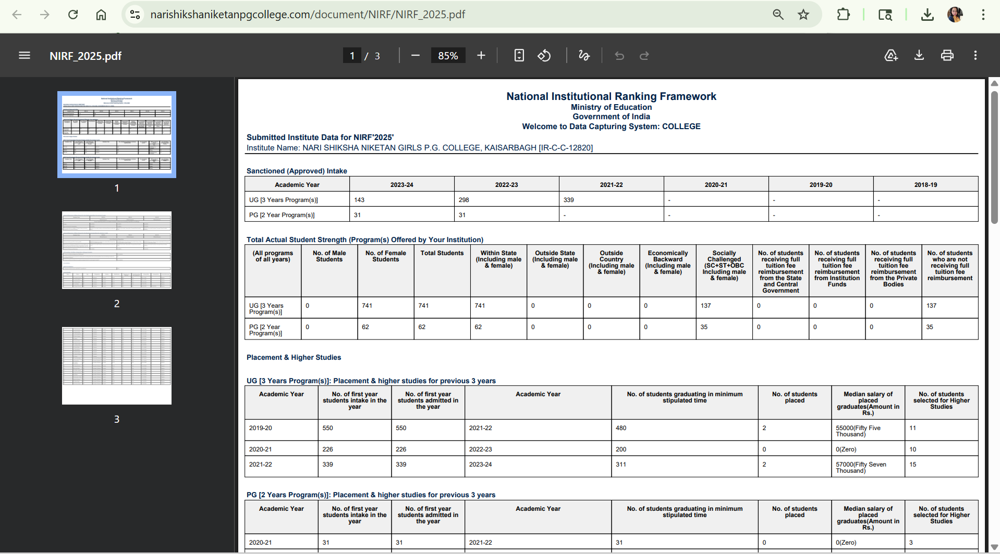 narishikshaniketanpgcollege.com/document/NIRF/NIRF_2025.pdf
NIRF_2025.pdf
1 / 3
85%
1
2
3
National Institutional Ranking Framework
Ministry of Education
Government of India
Welcome to Data Capturing System: COLLEGE
Submitted Institute Data for NIRF'2025'
Institute Name: NARI SHIKSHA NIKETAN GIRLS P.G. COLLEGE, KAISARBAGH [IR-C-C-12820]
Sanctioned (Approved) Intake
Academic Year 2023-24 2022-23 2021-22 2020-21 2019-20 2018-19
UG [3 Years Program(s)] 143 298 339 - - -
PG [2 Year Program(s)] 31 31 - - - -
Total Actual Student Strength (Program(s) Offered by Your Institution)
(All programs of all years) No. of Male Students No. of Female Students Total Students Within State (Including male & female) Outside State (Including male & female) Outside Country (Including male & female) Economically Backward (Including male & female) Socially Challenged (SC+ST+OBC Including male & female) No. of students receiving full tuition fee reimbursement from the State and Central Government No. of students receiving full tuition fee reimbursement from Institution Funds No. of students receiving full tuition fee reimbursement from the Private Bodies No. of students who are not receiving full tuition fee reimbursement
UG [3 Years Program(s)] 0 741 741 741 0 0 0 137 0 0 0 137
PG [2 Year Program(s)] 0 62 62 62 0 0 0 35 0 0 0 35
Placement & Higher Studies
UG [3 Years Program(s)]: Placement & higher studies for previous 3 years
Academic Year No. of first year students intake in the year No. of first year students admitted in the year Academic Year No. of students graduating in minimum stipulated time No. of students placed Median salary of placed graduates(Amount in Rs.) No. of students selected for Higher Studies
2019-20 550 550 2021-22 480 2 55000(Fifty Five Thousand) 11
2020-21 226 226 2022-23 200 0 0(Zero) 10
2021-22 339 339 2023-24 311 2 57000(Fifty Seven Thousand) 15
PG [2 Years Program(s)]: Placement & higher studies for previous 3 years
Academic Year No. of first year students intake in the year No. of first year students admitted in the year Academic Year No. of students graduating in minimum stipulated time No. of students placed Median salary of placed graduates(Amount in Rs.) No. of students selected for Higher Studies
2020-21 31 31 2021-22 31 0 0(Zero) 3